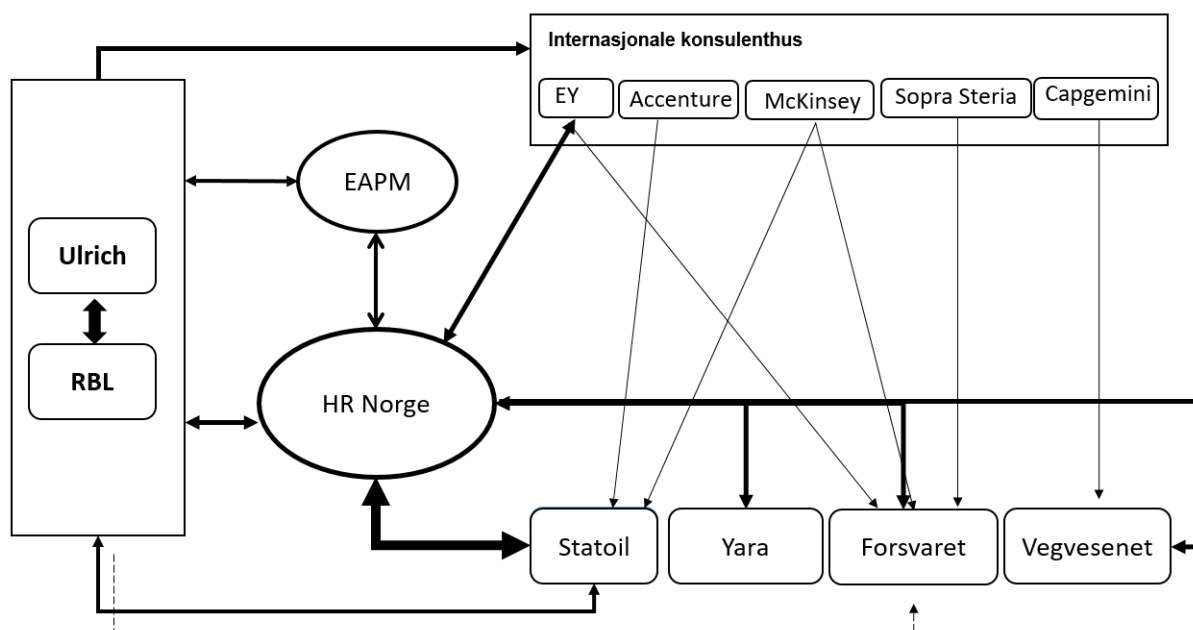 Internasjonale konsulenthus
EY
Accenture
McKinsey
Sopra Steria
Capgemini
EAPM
Ulrich
RBL
HR Norge
Statoil
Yara
Forsvaret
Vegvesenet